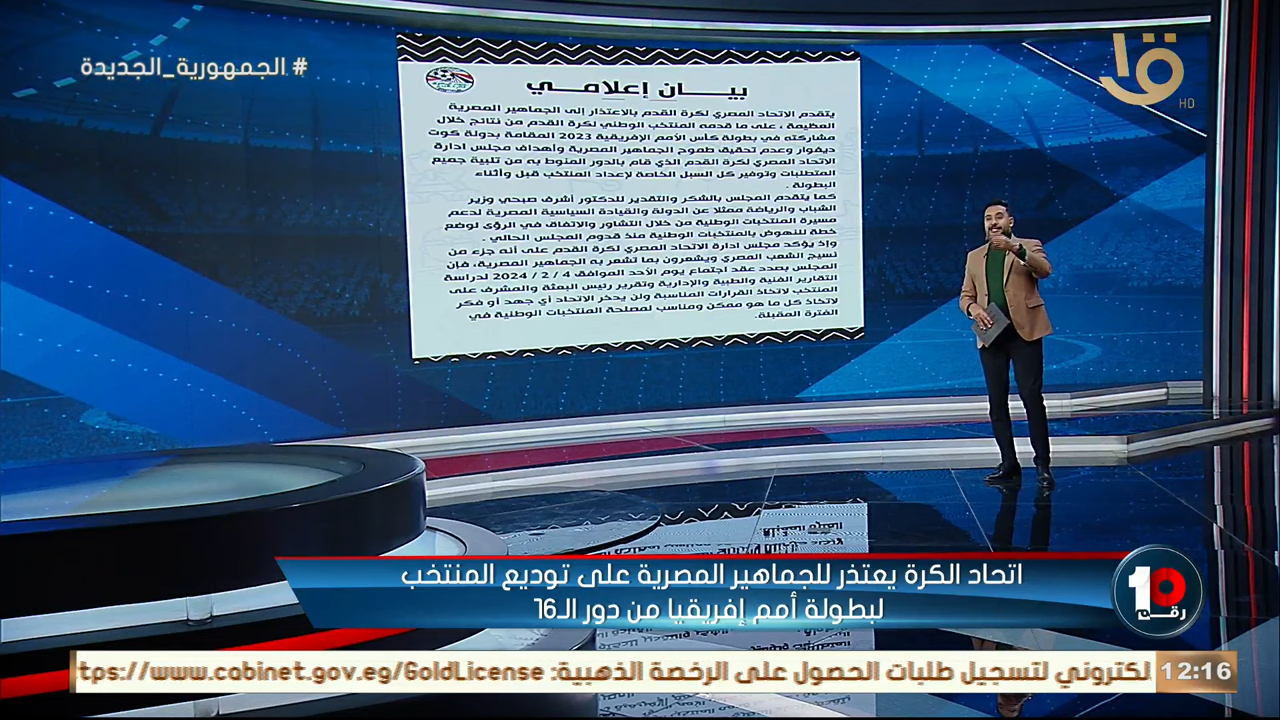 # الجمهورية_الجديدة
HD
بيـــان إعلامـــي
يتقدم الاتحاد المصري لكرة القدم بالاعتذار إلى الجماهير المصرية
العظيمة ، على ما قدمه المنتخب الوطني لكرة القدم من نتائج خلال
مشاركته في بطولة كأس الأمم الإفريقية 2023 المقامة بدولة كوت
ديفوار وعدم تحقيق طموح الجماهير المصرية وأهداف مجلس ادارة
الاتحاد المصري لكرة القدم الذي قام بالدور المنوط به من تلبية جميع
المتطلبات وتوفير كل السبل الخاصة لإعداد المنتخب قبل وأثناء
البطولة .
كما يتقدم المجلس بالشكر والتقدير للدكتور أشرف صبحي وزير
الشباب والرياضة ممثلا عن الدولة والقيادة السياسية المصرية لدعم
مسيرة المنتخبات الوطنية من خلال التشاور والاتفاق في الرؤى لوضع
خطة للنهوض بالمنتخبات الوطنية منذ قدوم المجلس الحالي .
وإذ يؤكد مجلس ادارة الاتحاد المصري لكرة القدم على أنه جزء من
نسيج الشعب المصري ويشعرون بما تشعر به الجماهير المصرية، فإن
المجلس بصدد عقد اجتماع يوم الأحد الموافق 4 / 2 / 2024 لدراسة
التقارير الفنية والطبية والإدارية وتقرير رئيس البعثة والمشرف على
المنتخب لاتخاذ القرارات المناسبة ولن يدخر الاتحاد أي جهد أو فكر
لاتخاذ كل ما هو ممكن ومناسب لمصلحة المنتخبات الوطنية في
الفترة المقبلة.
اتحاد الكرة يعتذر للجماهير المصرية على توديع المنتخب
لبطولة أمم إفريقيا من دور الـ16
رقـم 10
لكتروني لتسجيل طلبات الحصول على الرخصة الذهبية: tps://www.cabinet.gov.eg/GoldLicense
12:16